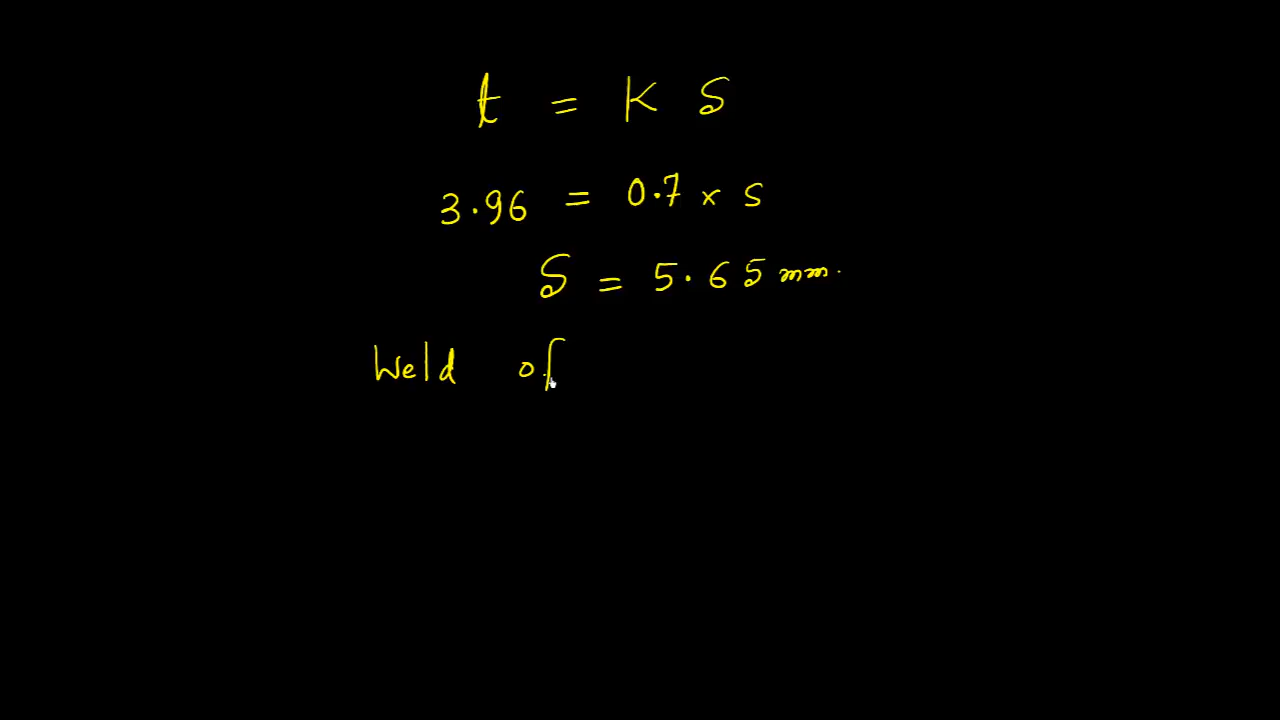 t = K S
3.96 = 0.7 x s
S = 5.65 mm.
Weld of